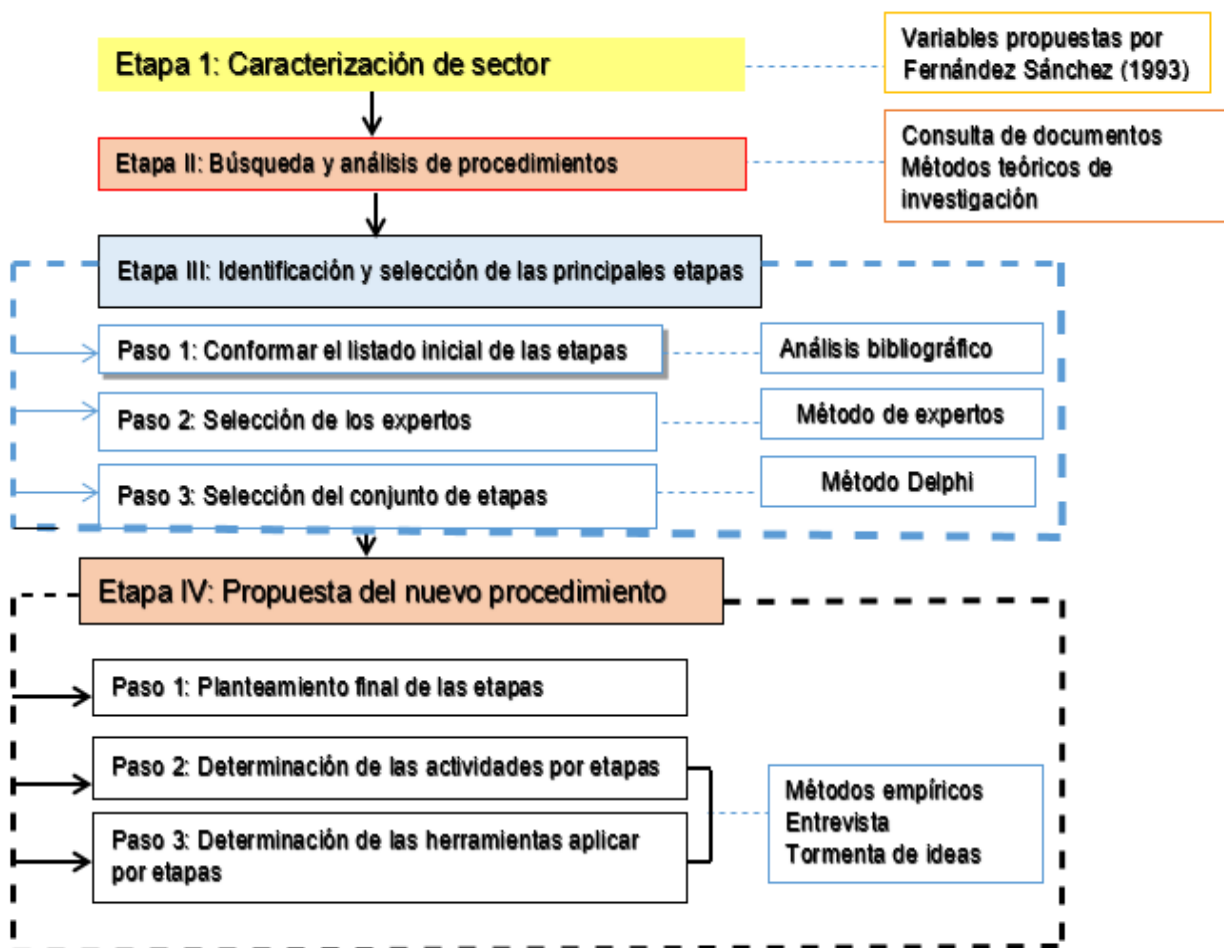 Etapa 1: Caracterización de sector
Variables propuestas por
Fernández Sánchez (1993)
Etapa II: Búsqueda y análisis de procedimientos
Consulta de documentos
Métodos teóricos de
investigación
Etapa III: Identificación y selección de las principales etapas
Paso 1: Conformar el listado inicial de las etapas
Análisis bibliográfico
Paso 2: Selección de los expertos
Método de expertos
Paso 3: Selección del conjunto de etapas
Método Delphi
Etapa IV: Propuesta del nuevo procedimiento
Paso 1: Planteamiento final de las etapas
Paso 2: Determinación de las actividades por etapas
Paso 3: Determinación de las herramientas aplicar
por etapas
Métodos empíricos
Entrevista
Tormenta de ideas